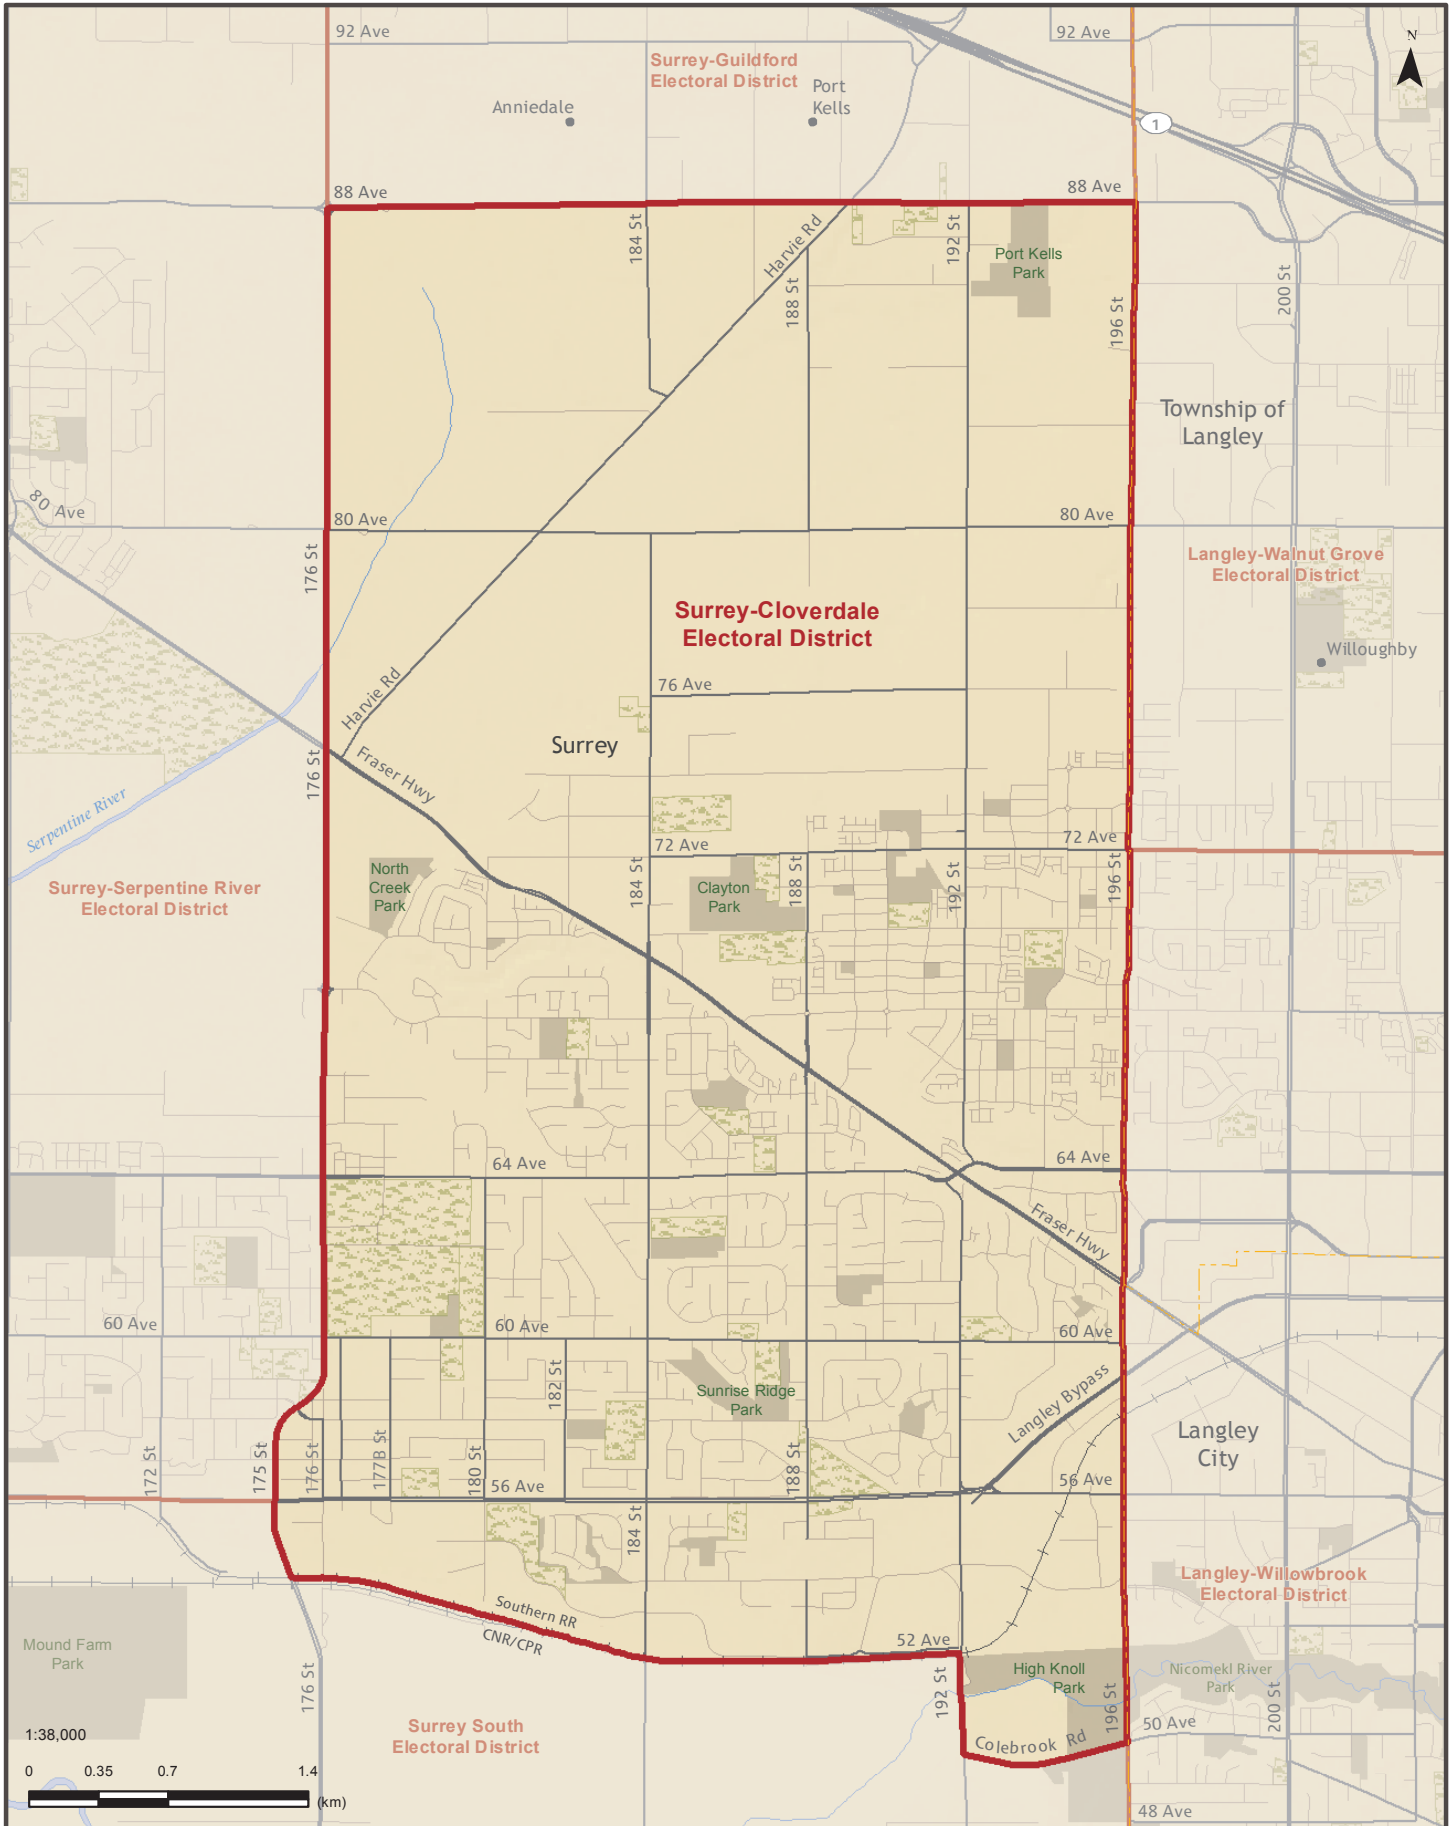 92 Ave
92 Ave
N
Surrey-Guildford
Electoral District
Port
Kells
Anniedale
1
88 Ave
88 Ave
184 St
Harvie Rd
192 St
Port Kells
Park
188 St
196 St
200 St
Township of
Langley
80 Ave
80 Ave
80 Ave
176 St
Langley-Walnut Grove
Electoral District
Surrey-Cloverdale
Electoral District
Willoughby
76 Ave
Harvie Rd
Surrey
176 St
Fraser Hwy
Serpentine River
72 Ave
72 Ave
North
Creek
Park
184 St
Clayton
Park
188 St
192 St
196 St
Surrey-Serpentine River
Electoral District
64 Ave
64 Ave
Fraser Hwy
60 Ave
60 Ave
60 Ave
182 St
Sunrise Ridge
Park
Langley Bypass
Langley
City
172 St
175 St
176 St
177B St
180 St
188 St
56 Ave
56 Ave
184 St
Langley-Willowbrook
Electoral District
Southern RR
CNR/CPR
52 Ave
Mound Farm
Park
High Knoll
Park
Nicomekl River
Park
176 St
192 St
196 St
200 St
Surrey South
Electoral District
50 Ave
Colebrook Rd
1:38,000
0 0.35 0.7 1.4
(km)
48 Ave